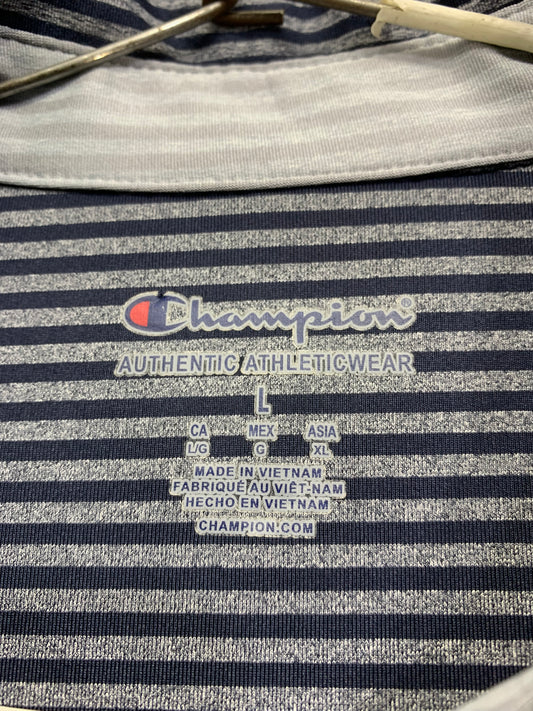 Champion®
AUTHENTIC ATHLETICWEAR
L
CA MEX ASIA
L/G G XL
MADE IN VIETNAM
FABRIQUÉ AU VIÊT-NAM
HECHO EN VIETNAM
CHAMPION.COM